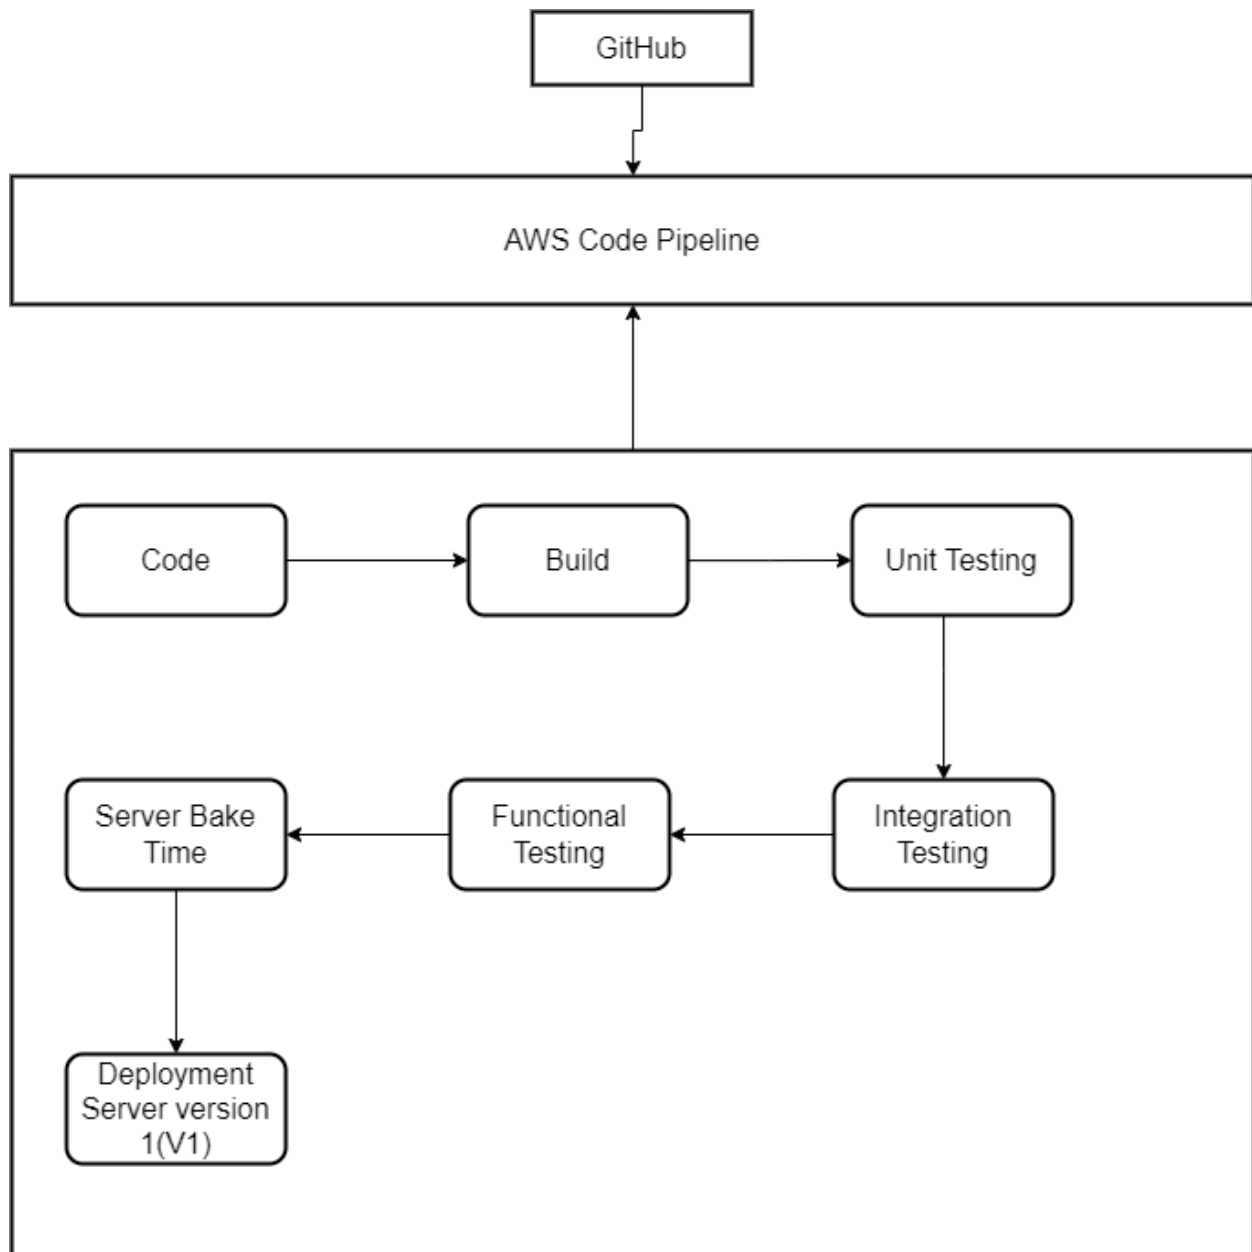 GitHub
AWS Code Pipeline
Code
Build
Unit Testing
Server Bake
Time
Functional
Testing
Integration
Testing
Deployment
Server version
1(V1)